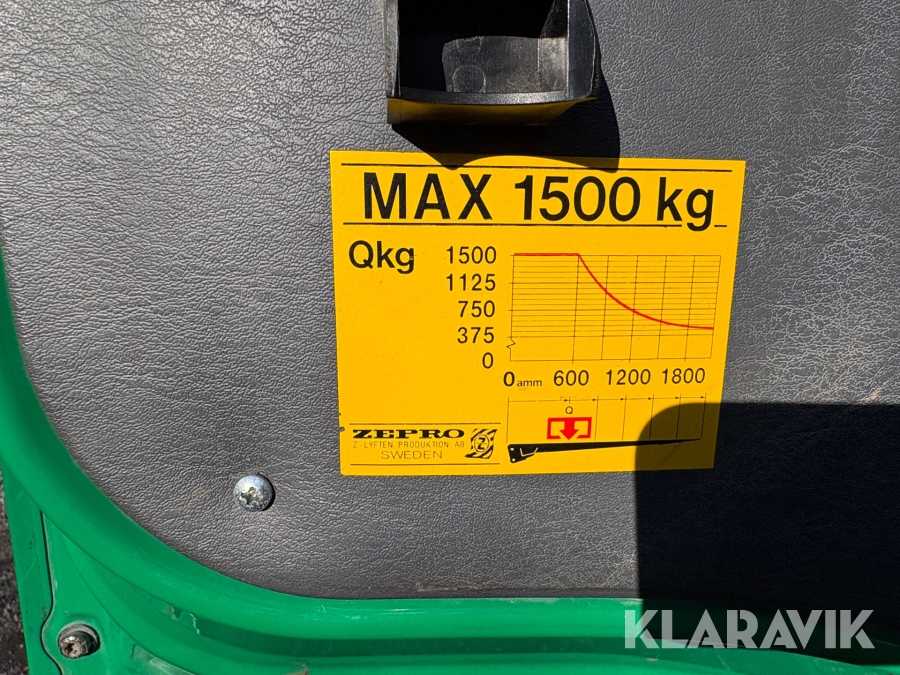 MAX 1500 kg
Qkg
1500
1125
750
375
0
0 amm 600 1200 1800
Q
ZEPRO
Z-LYFTEN PRODUKTION AB
SWEDEN
Z
KLARAVIK